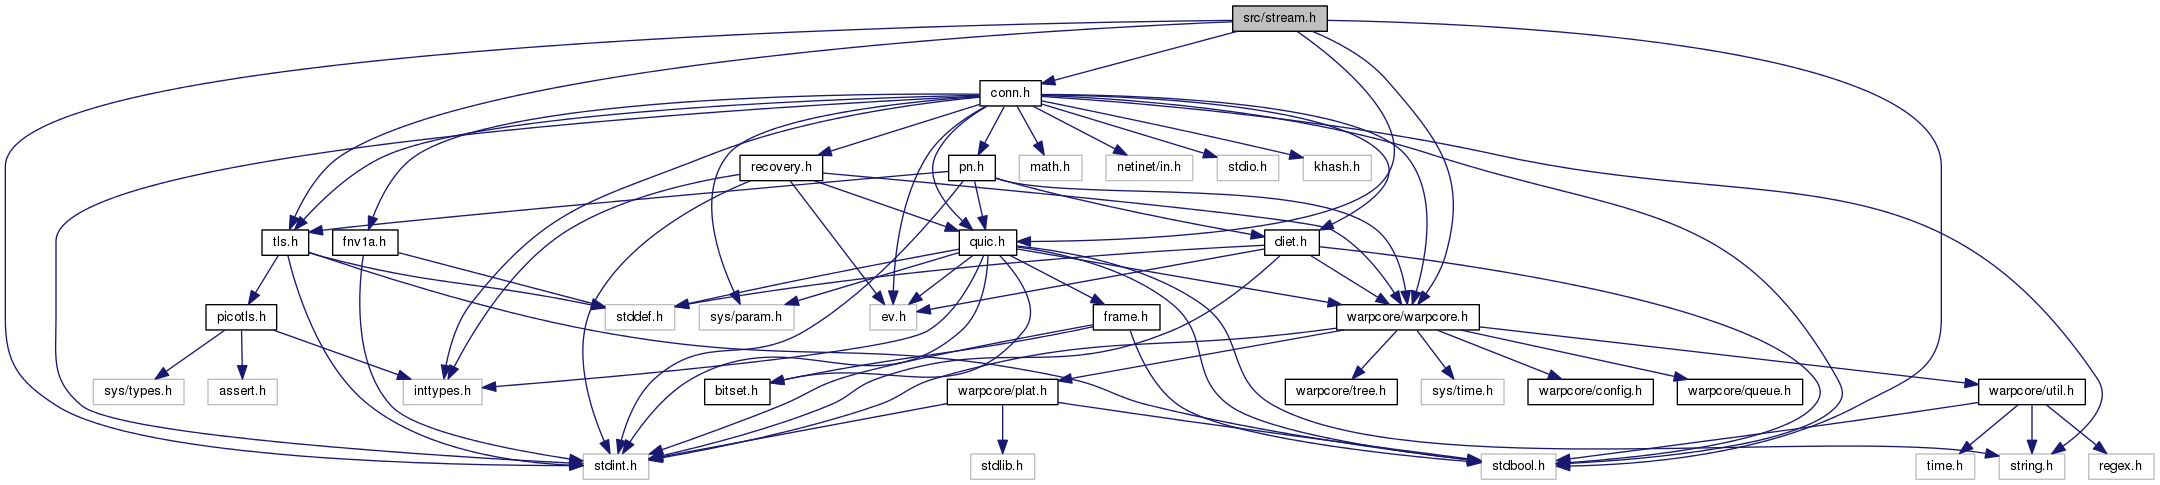 src/stream.h
conn.h
recovery.h
pn.h
math.h
netinet/in.h
stdio.h
khash.h
tls.h
fnv1a.h
quic.h
diet.h
picotls.h
stddef.h
sys/param.h
ev.h
frame.h
warpcore/warpcore.h
sys/types.h
assert.h
inttypes.h
bitset.h
warpcore/plat.h
warpcore/tree.h
sys/time.h
warpcore/config.h
warpcore/queue.h
warpcore/util.h
stdint.h
stdlib.h
stdbool.h
time.h
string.h
regex.h